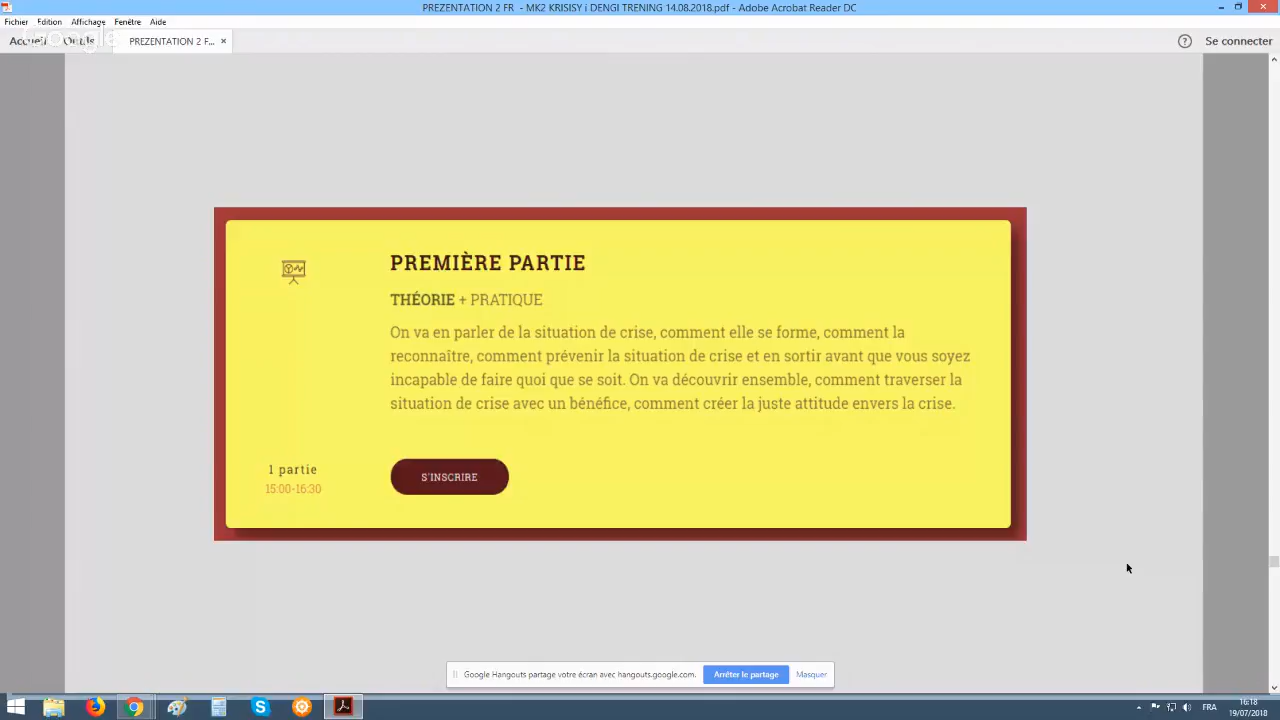 PREZENTATION 2 FR - MK2 KRISISY i DENGI TRENING 14.08.2018.pdf - Adobe Acrobat Reader DC
Fichier Edition Affichage Fenêtre Aide
Google
Accueil Outils PREZENTATION 2 F... × ? Se connecter
PREMIÈRE PARTIE
THÉORIE + PRATIQUE
On va en parler de la situation de crise, comment elle se forme, comment la
reconnaître, comment prévenir la situation de crise et en sortir avant que vous soyez
incapable de faire quoi que se soit. On va découvrir ensemble, comment traverser la
situation de crise avec un bénéfice, comment créer la juste attitude envers la crise.
1 partie
15:00-16:30
S'INSCRIRE
Google Hangouts partage votre écran avec hangouts.google.com. Arrêter le partage Masquer
FRA
16:18
19/07/2018